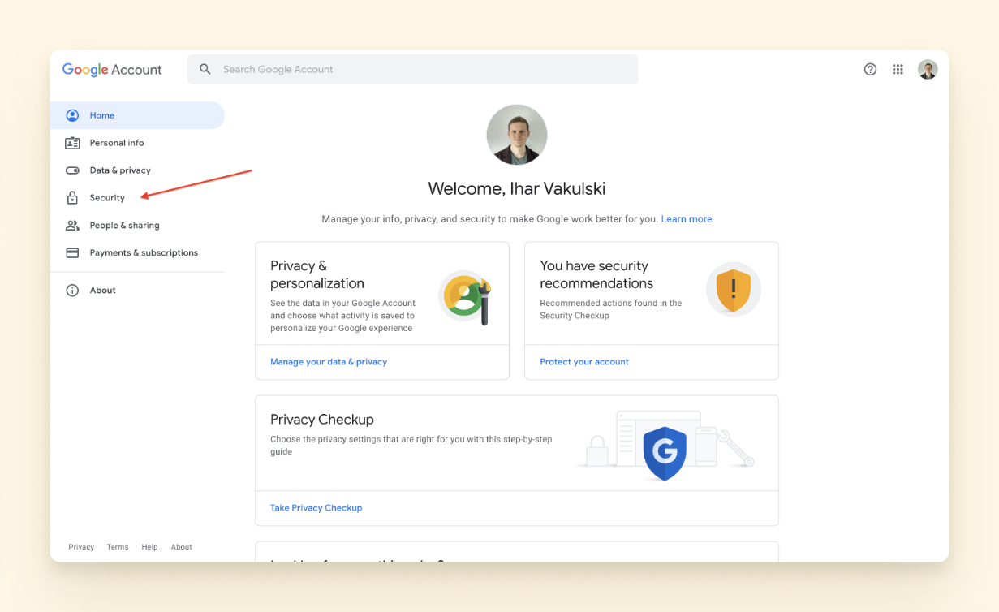 Google Account
Search Google Account
Home
Personal info
Data & privacy
Security
People & sharing
Payments & subscriptions
About
Welcome, Ihar Vakulski
Manage your info, privacy, and security to make Google work better for you. Learn more
Privacy &
personalization
See the data in your Google Account
and choose what activity is saved to
personalize your Google experience
Manage your data & privacy
You have security
recommendations
Recommended actions found in the
Security Checkup
Protect your account
Privacy Checkup
Choose the privacy settings that are right for you with this step-by-step
guide
Take Privacy Checkup
G
Privacy Terms Help About